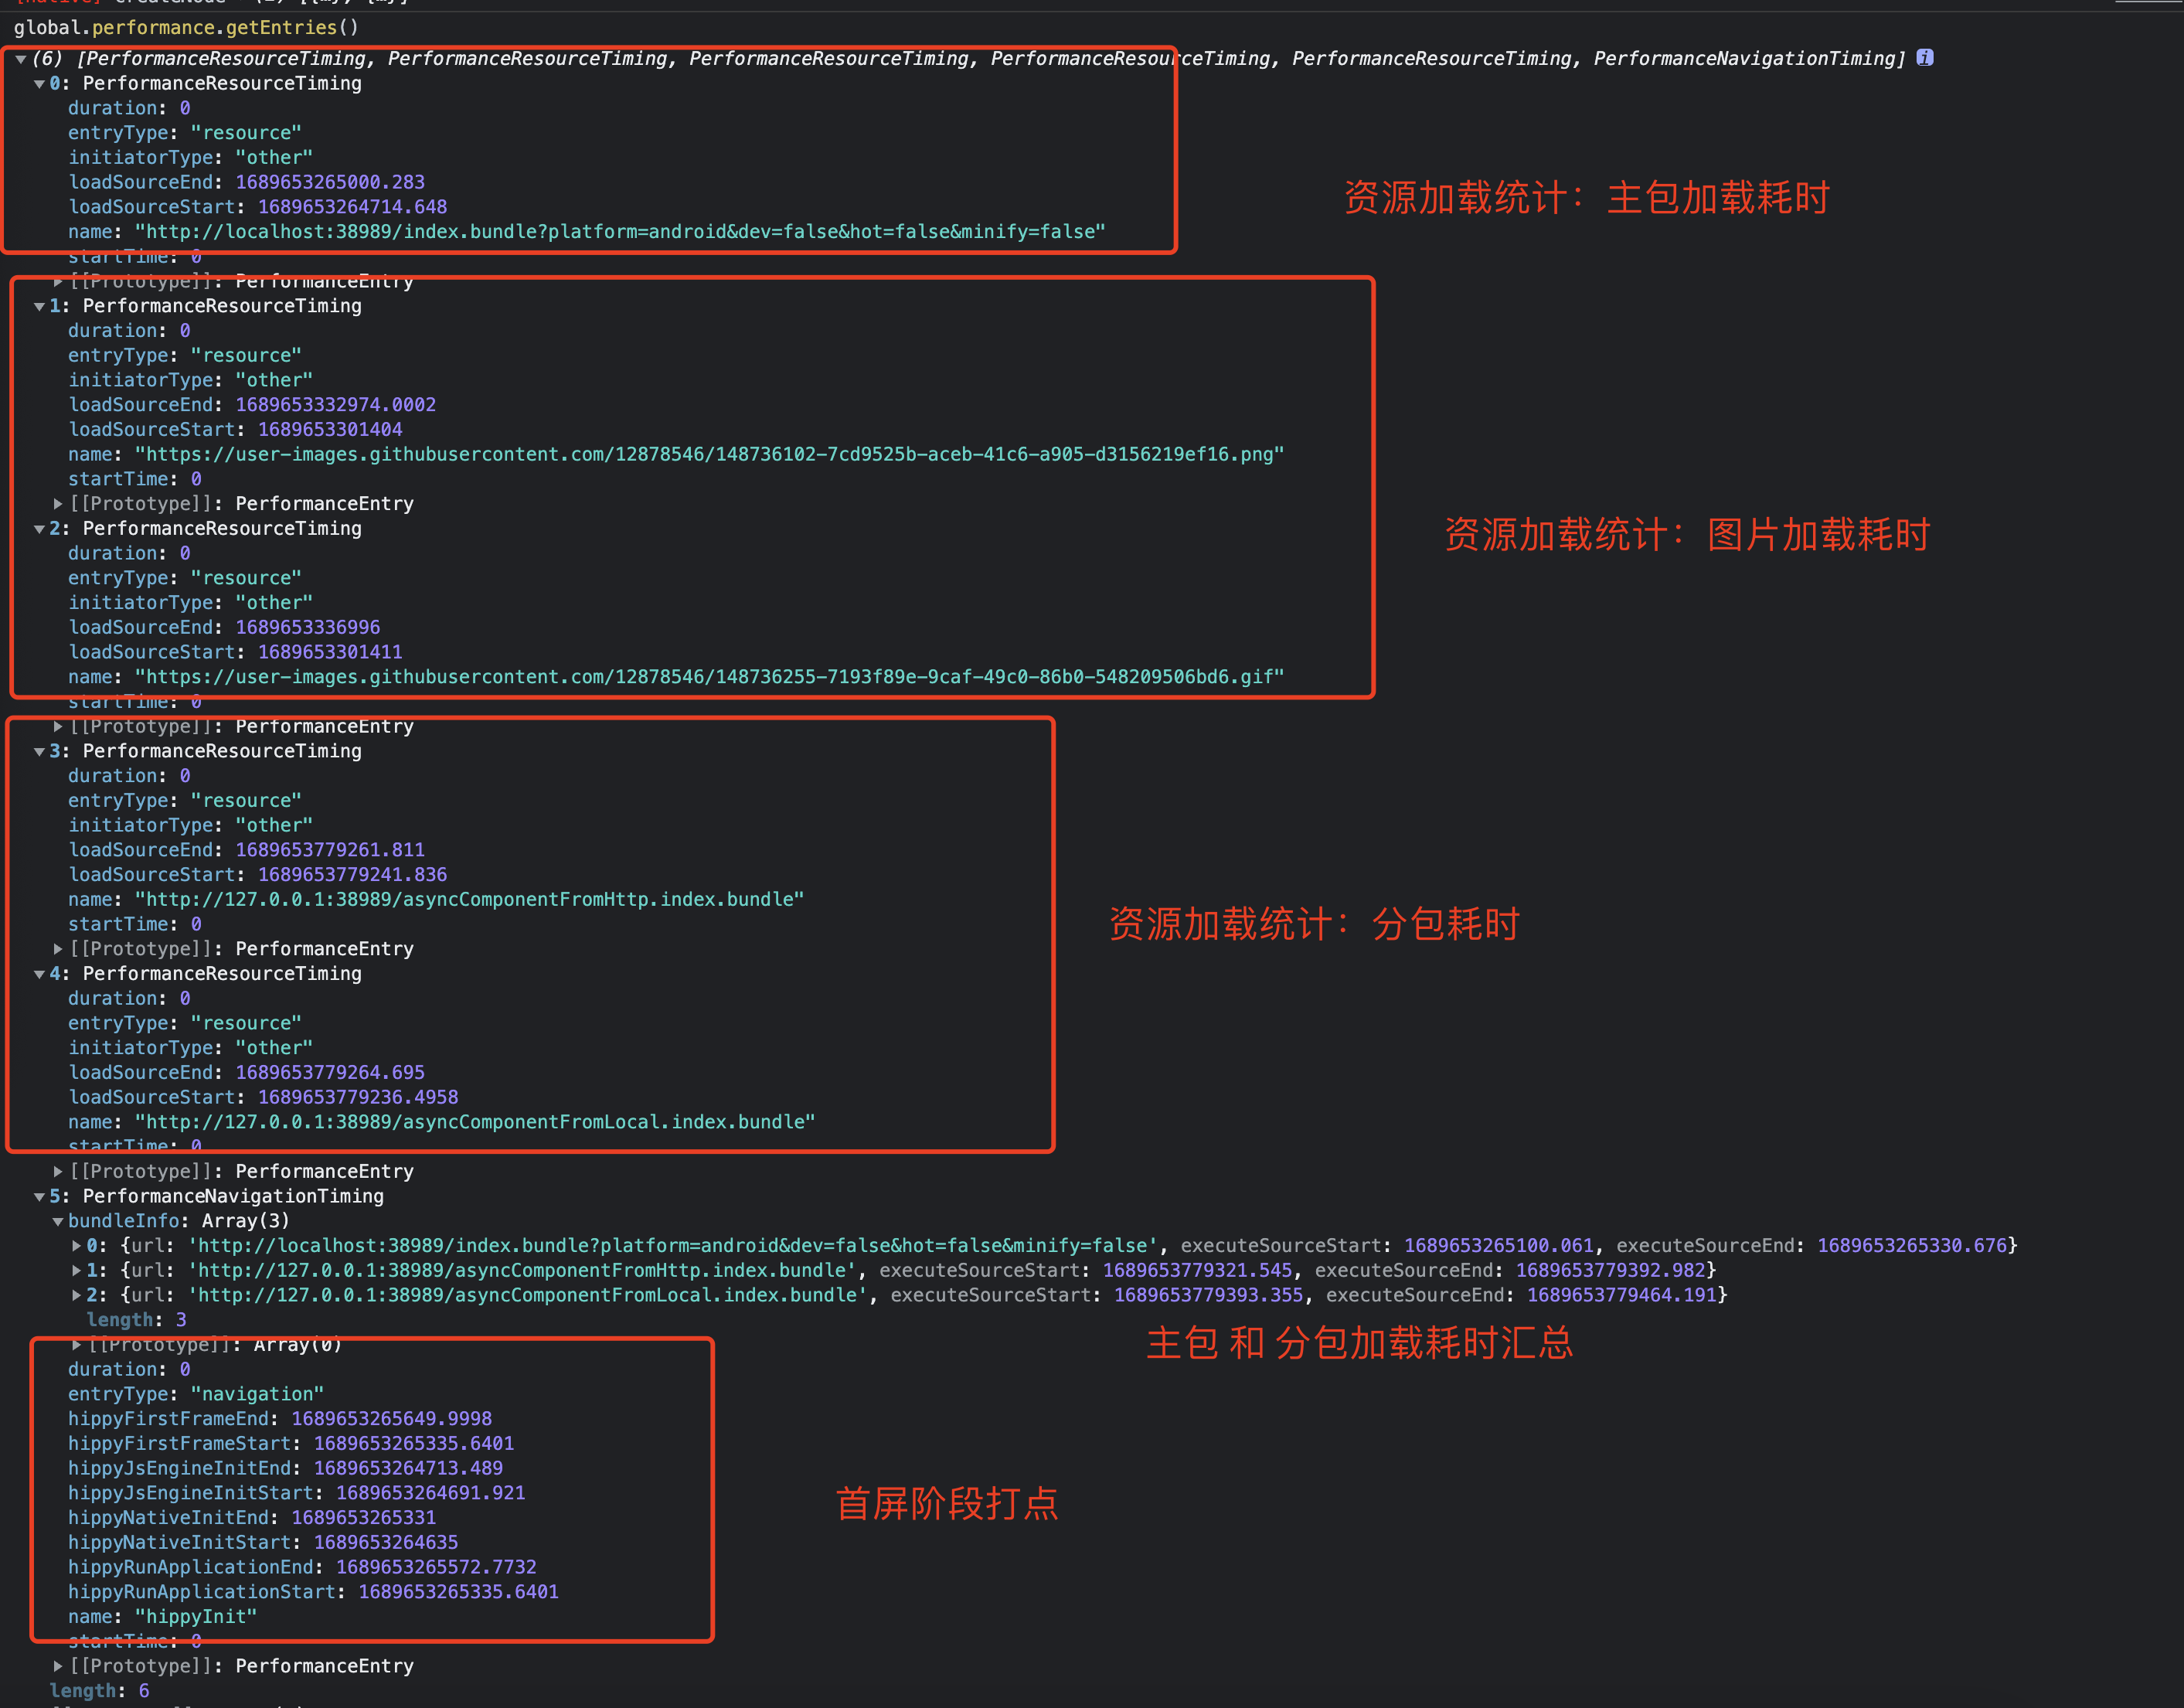 global.performance.getEntries()
(6) [PerformanceResourceTiming, PerformanceResourceTiming, PerformanceResourceTiming, PerformanceResourceTiming, PerformanceResourceTiming, PerformanceNavigationTiming] i
0: PerformanceResourceTiming
duration: 0
entryType: "resource"
initiatorType: "other"
loadSourceEnd: 1689653265000.283
loadSourceStart: 1689653264714.648
资源加载统计：主包加载耗时
name: "http://localhost:38989/index.bundle?platform=android&dev=false&hot=false&minify=false"
startTime: 0
[[Prototype]]: PerformanceEntry
1: PerformanceResourceTiming
duration: 0
entryType: "resource"
initiatorType: "other"
loadSourceEnd: 1689653332974.0002
loadSourceStart: 1689653301404
name: "https://user-images.githubusercontent.com/12878546/148736102-7cd9525b-aceb-41c6-a905-d3156219ef16.png"
startTime: 0
[[Prototype]]: PerformanceEntry
2: PerformanceResourceTiming
资源加载统计：图片加载耗时
duration: 0
entryType: "resource"
initiatorType: "other"
loadSourceEnd: 1689653336996
loadSourceStart: 1689653301411
name: "https://user-images.githubusercontent.com/12878546/148736255-7193f89e-9caf-49c0-86b0-548209506bd6.gif"
startTime: 0
[[Prototype]]: PerformanceEntry
3: PerformanceResourceTiming
duration: 0
entryType: "resource"
initiatorType: "other"
loadSourceEnd: 1689653779261.811
loadSourceStart: 1689653779241.836
name: "http://127.0.0.1:38989/asyncComponentFromHttp.index.bundle"
startTime: 0
资源加载统计：分包耗时
[[Prototype]]: PerformanceEntry
4: PerformanceResourceTiming
duration: 0
entryType: "resource"
initiatorType: "other"
loadSourceEnd: 1689653779264.695
loadSourceStart: 1689653779236.4958
name: "http://127.0.0.1:38989/asyncComponentFromLocal.index.bundle"
startTime: 0
[[Prototype]]: PerformanceEntry
5: PerformanceNavigationTiming
bundleInfo: Array(3)
0: {url: 'http://localhost:38989/index.bundle?platform=android&dev=false&hot=false&minify=false', executeSourceStart: 1689653265100.061, executeSourceEnd: 1689653265330.676}
1: {url: 'http://127.0.0.1:38989/asyncComponentFromHttp.index.bundle', executeSourceStart: 1689653779321.545, executeSourceEnd: 1689653779392.982}
2: {url: 'http://127.0.0.1:38989/asyncComponentFromLocal.index.bundle', executeSourceStart: 1689653779393.355, executeSourceEnd: 1689653779464.191}
length: 3
[[Prototype]]: Array(0)
主包 和 分包加载耗时汇总
duration: 0
entryType: "navigation"
hippyFirstFrameEnd: 1689653265649.9998
hippyFirstFrameStart: 1689653265335.6401
hippyJsEngineInitEnd: 1689653264713.489
hippyJsEngineInitStart: 1689653264691.921
首屏阶段打点
hippyNativeInitEnd: 1689653265331
hippyNativeInitStart: 1689653264635
hippyRunApplicationEnd: 1689653265572.7732
hippyRunApplicationStart: 1689653265335.6401
name: "hippyInit"
startTime: 0
[[Prototype]]: PerformanceEntry
length: 6